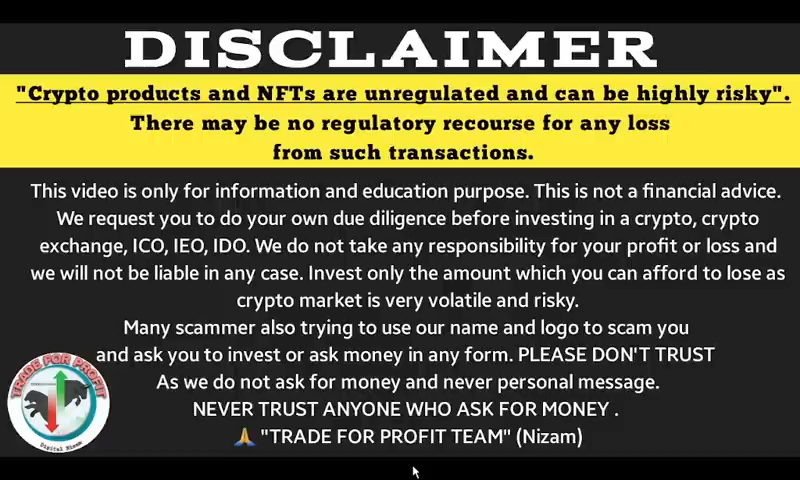 DISCLAIMER
"Crypto products and NFTs are unregulated and can be highly risky".
There may be no regulatory recourse for any loss
from such transactions.
This video is only for information and education purpose. This is not a financial advice.
We request you to do your own due diligence before investing in a crypto, crypto
exchange, ICO, IEO, IDO. We do not take any responsibility for your profit or loss and
we will not be liable in any case. Invest only the amount which you can afford to lose as
crypto market is very volatile and risky.
Many scammer also trying to use our name and logo to scam you
and ask you to invest or ask money in any form. PLEASE DON'T TRUST
As we do not ask for money and never personal message.
NEVER TRUST ANYONE WHO ASK FOR MONEY .
🙏 "TRADE FOR PROFIT TEAM" (Nizam)
TRADE FOR PROFIT
Digital Nizam